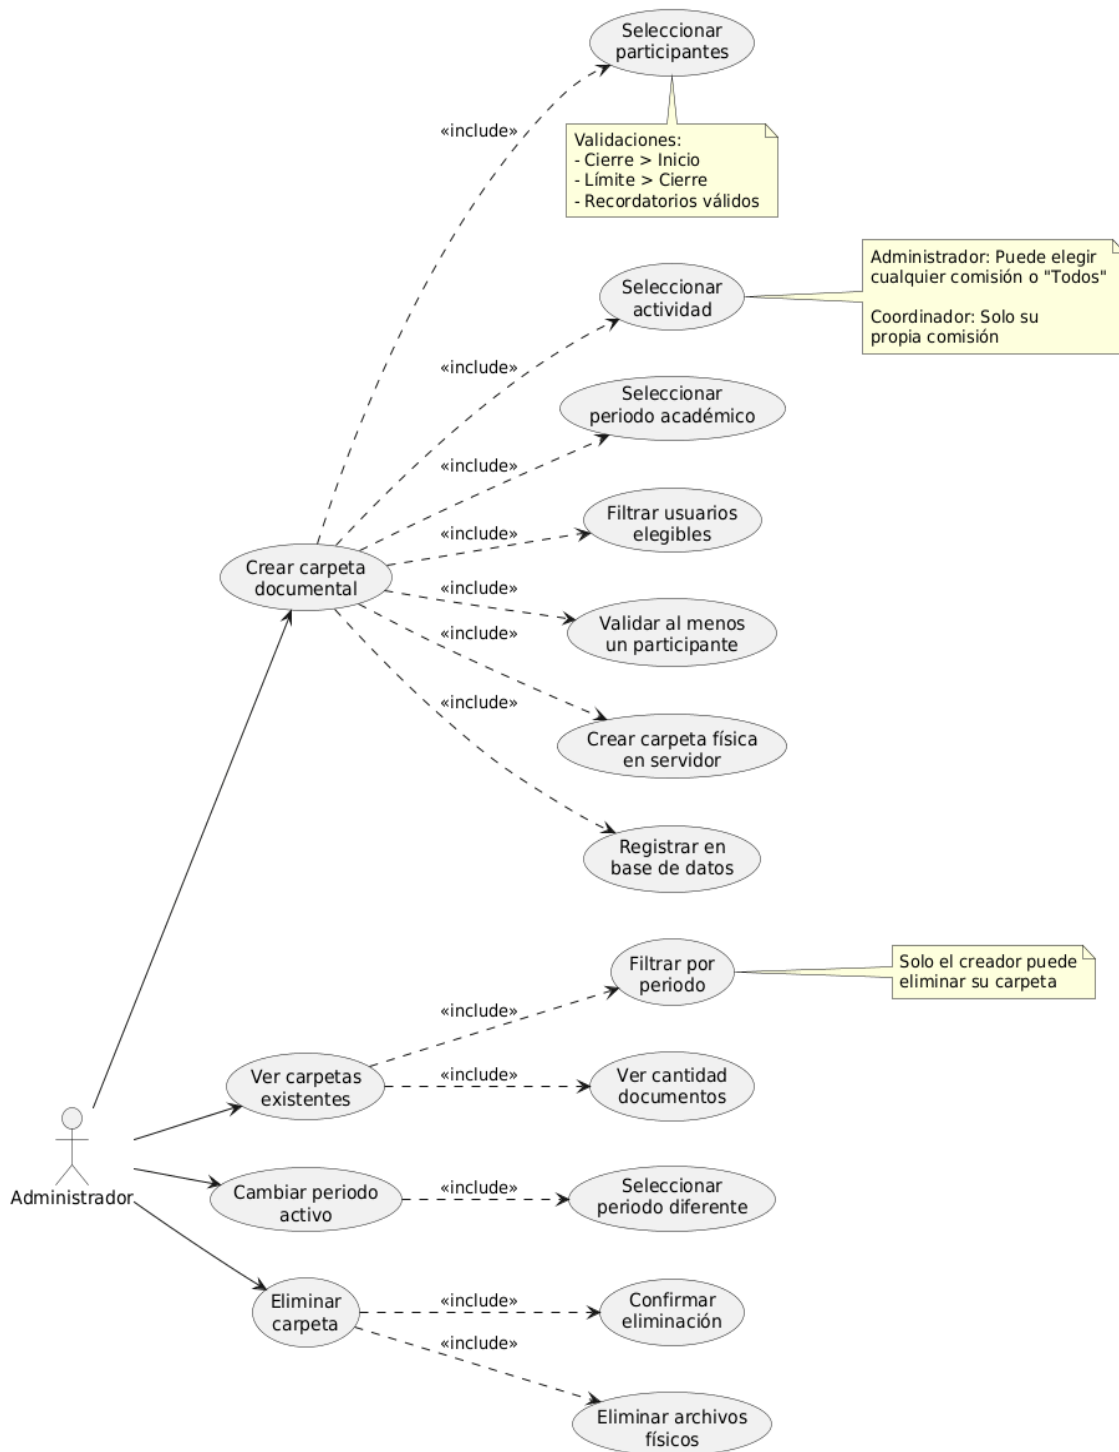 Seleccionar
participantes
«include»
Validaciones:
- Cierre > Inicio
- Límite > Cierre
- Recordatorios válidos
Administrador: Puede elegir
cualquier comisión o "Todos"
Coordinador: Solo su
propia comisión
Seleccionar
actividad
«include»
Seleccionar
periodo académico
«include»
Filtrar usuarios
elegibles
«include»
Crear carpeta
documental
«include»
Validar al menos
un participante
«include»
Crear carpeta física
en servidor
«include»
Registrar en
base de datos
Filtrar por
periodo
Solo el creador puede
eliminar su carpeta
«include»
Ver carpetas
existentes
«include»
Ver cantidad
documentos
Administrador
Cambiar periodo
activo
«include»
Seleccionar
periodo diferente
Eliminar
carpeta
«include»
Confirmar
eliminación
«include»
Eliminar archivos
físicos